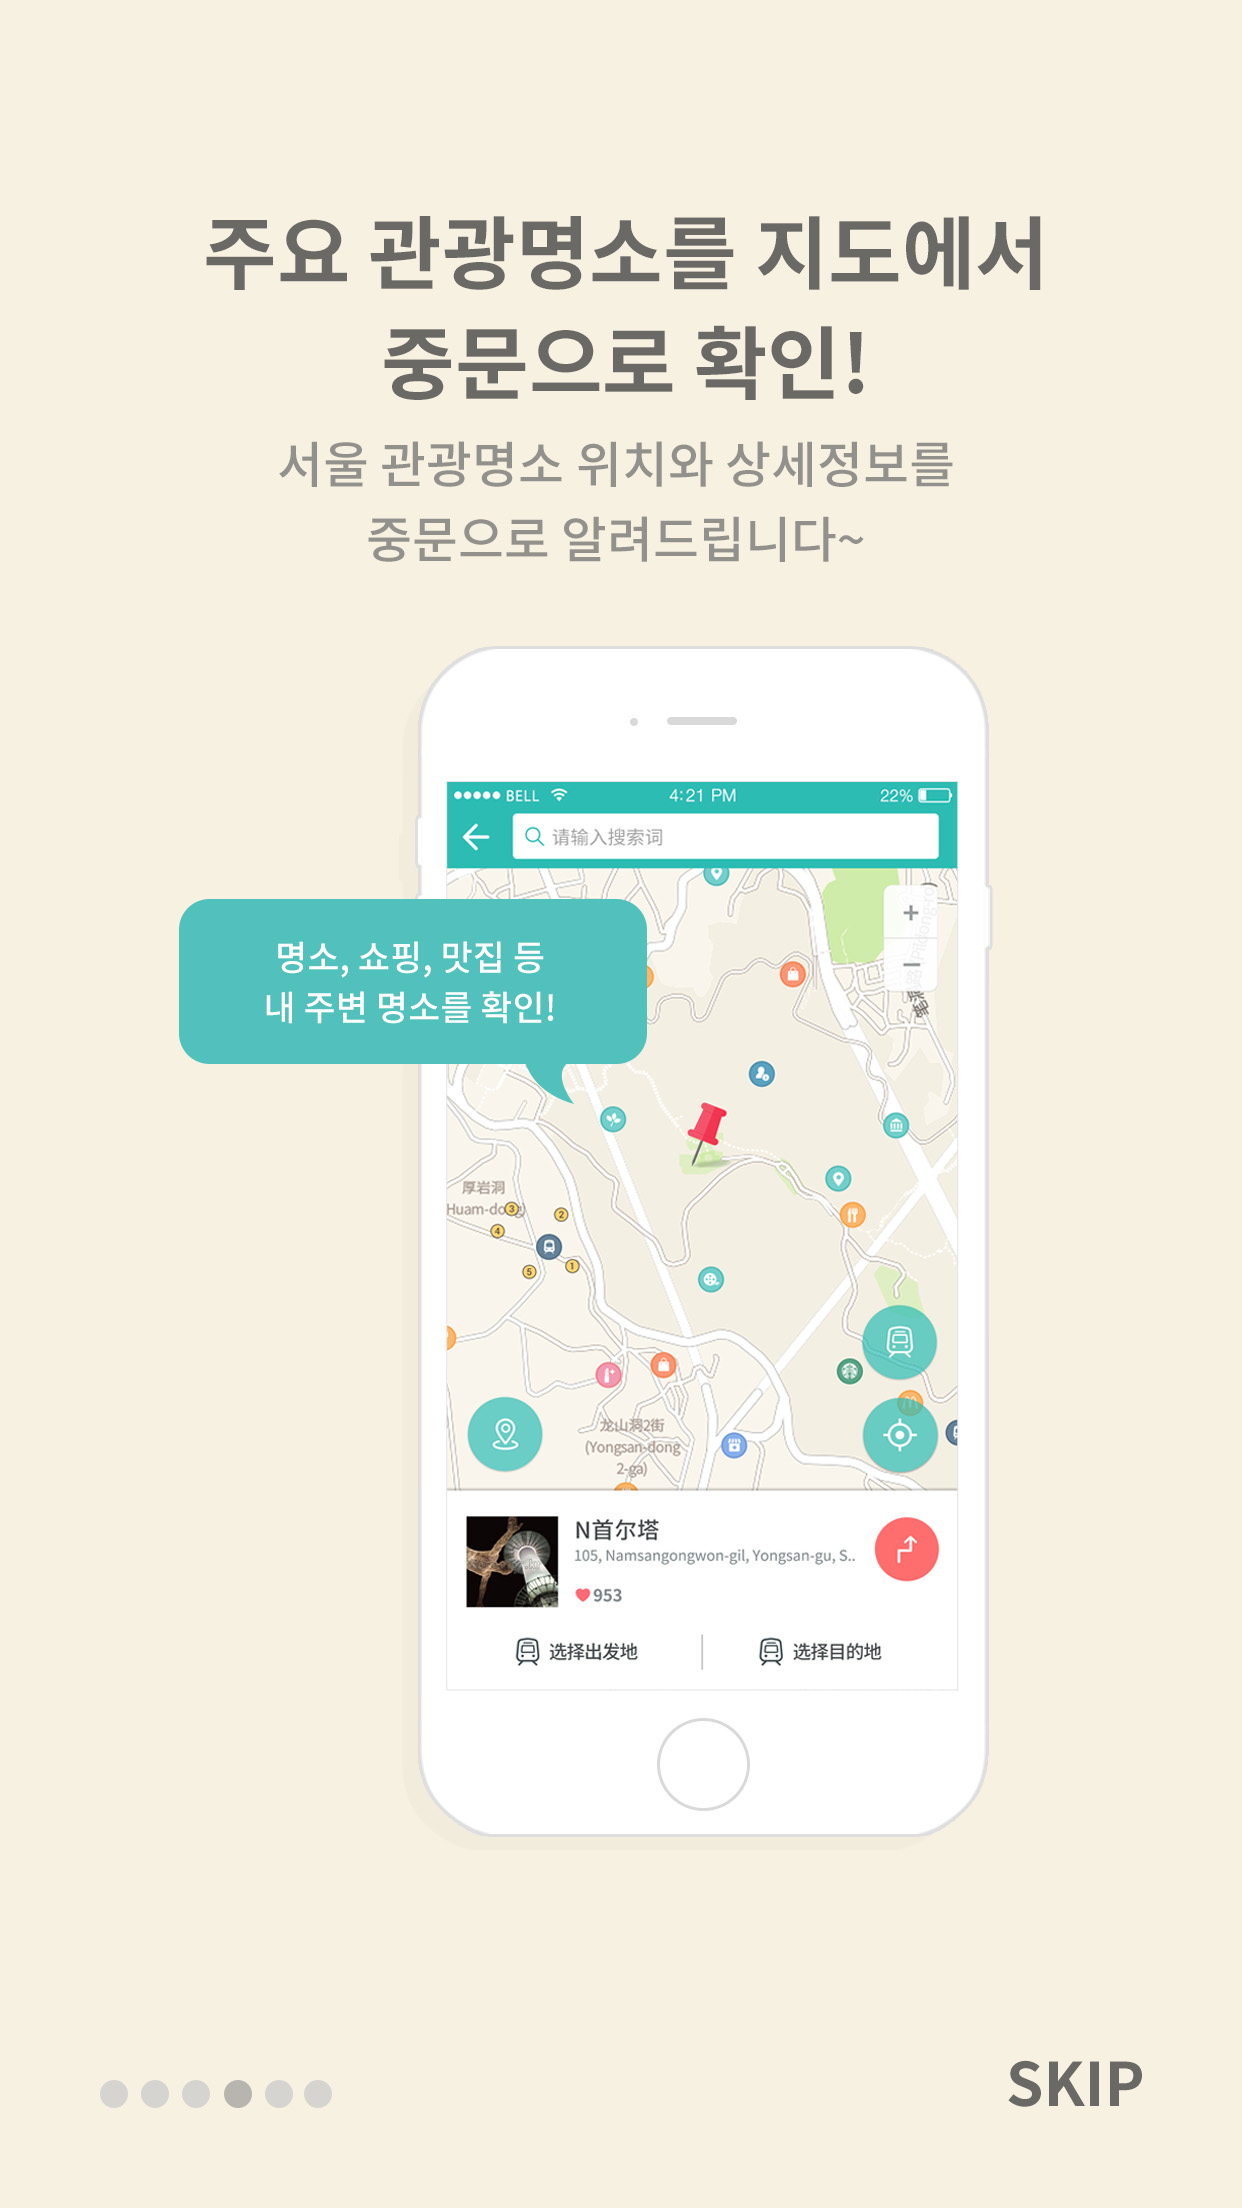 주요 관광명소를 지도에서
중문으로 확인!
서울 관광명소 위치와 상세정보를
중문으로 알려드립니다~
BELL
4:21 PM
22%
请输入搜索词
+
명소, 쇼핑, 맛집 등
내 주변 명소를 확인!
厚岩洞
Huam-do
3
2
4
5
1
龙山洞2街
(Yongsan-dong
2-ga)
N首尔塔
105, Namsangongwon-gil, Yongsan-gu, S..
953
选择出发地
选择目的地
SKIP